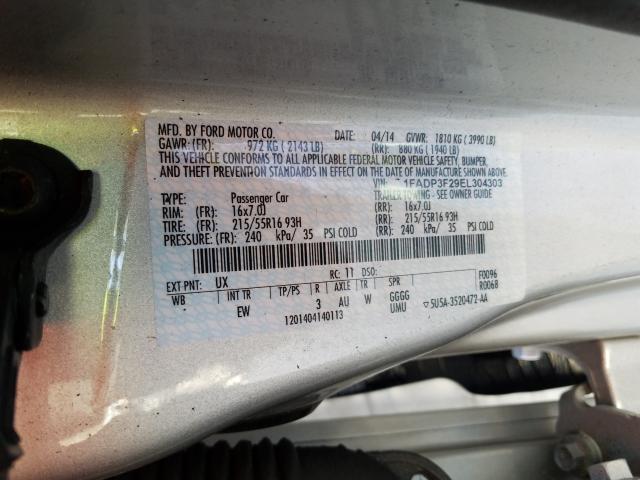 MFD. BY FORD MOTOR CO.
DATE: 04/14 GVWR: 1810 KG ( 3990 LB)
GAWR: (FR): 972 KG ( 2143 LB) (RR): 880 KG ( 1940 LB)
THIS VEHICLE CONFORMS TO ALL APPLICABLE FEDERAL MOTOR VEHICLE SAFETY, BUMPER,
AND THEFT PREVENTION STANDARDS IN EFFECT ON THE DATE OF MANUFACTURE SHOWN ABOVE.
VIN: 1FADP3F29EL304303
TYPE: Passenger Car TRAILER TOWING - SEE OWNER GUIDE
RIM: (FR): 16x7.0J (RR): 16x7.0J
TIRE: (FR): 215/55R16 93H (RR): 215/55R16 93H
PRESSURE: (FR): 240 kPa/ 35 PSI COLD (RR): 240 kPa/ 35 PSI COLD
EXT PNT: UX RC: 11 DSO: F0096
WB INT TR TP/PS R AXLE TR SPR R0068
EW 3 AU W GGGG
UMU ▽5U5A-3520472-AA
1201404140113